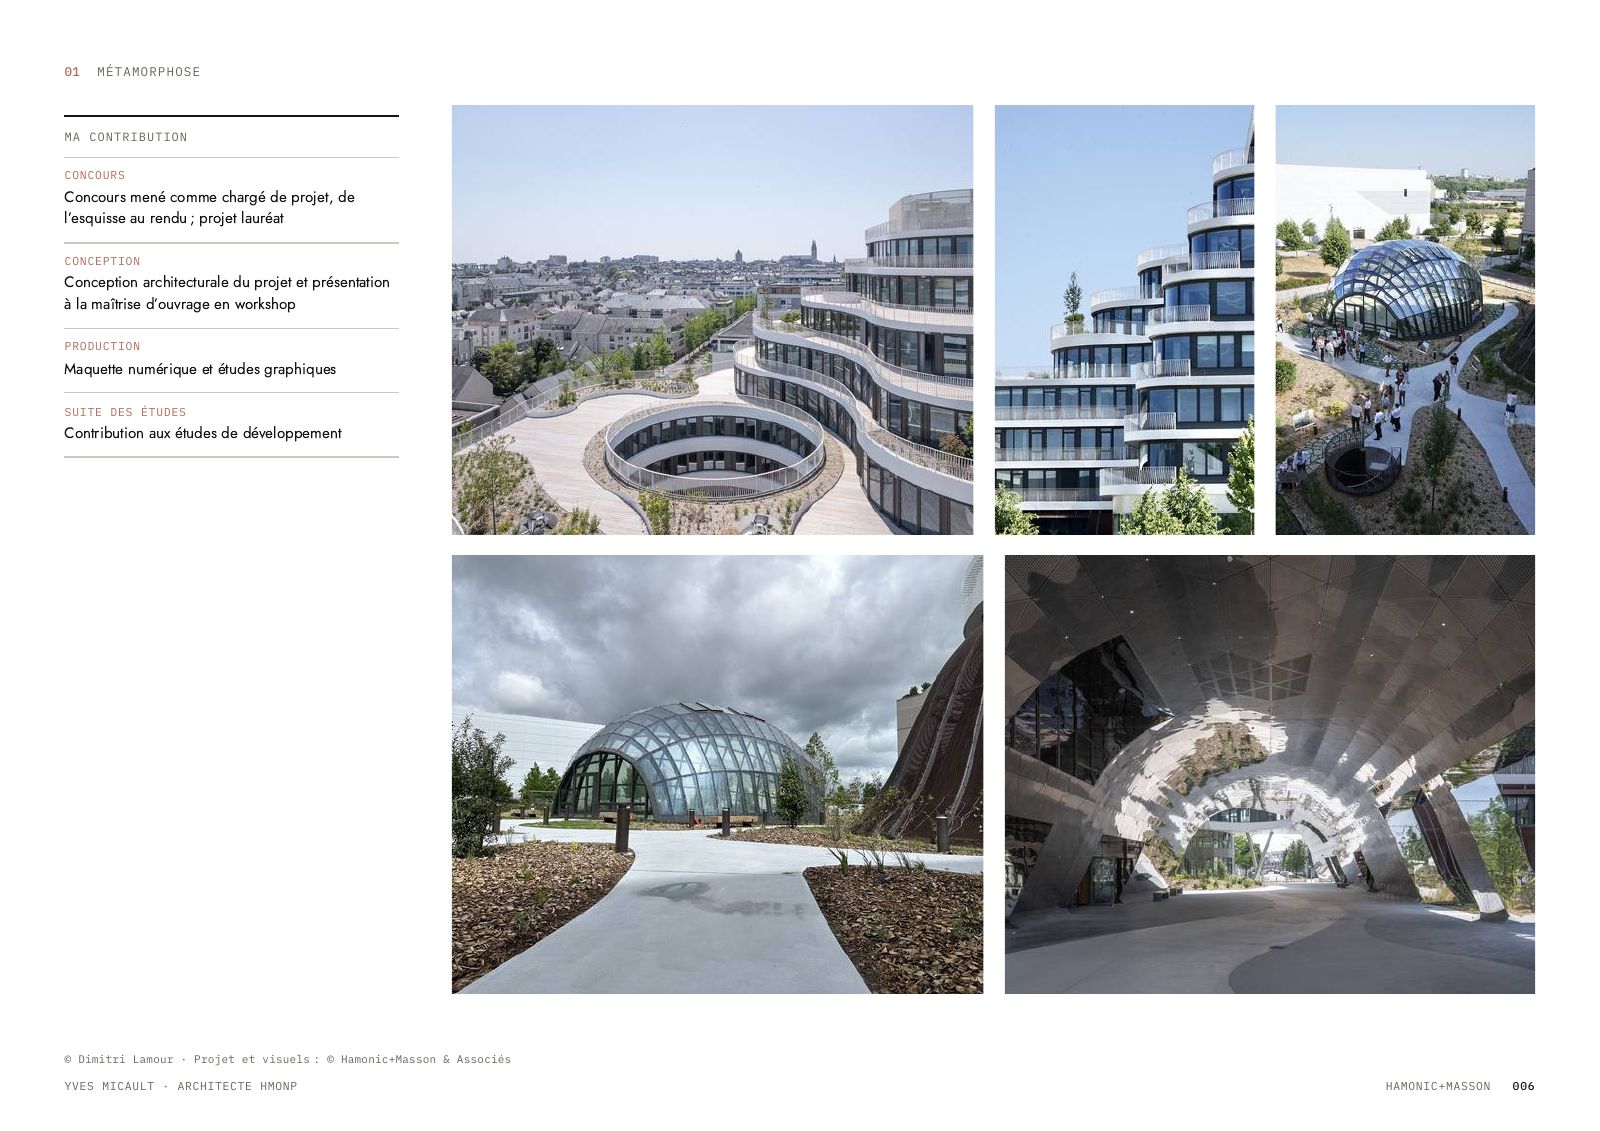 01 MÉTAMORPHOSE
MA CONTRIBUTION
CONCOURS
Concours mené comme chargé de projet, de
l’esquisse au rendu ; projet lauréat
CONCEPTION
Conception architecturale du projet et présentation
à la maîtrise d’ouvrage en workshop
PRODUCTION
Maquette numérique et études graphiques
SUITE DES ÉTUDES
Contribution aux études de développement
© Dimitri Lamour · Projet et visuels : © Hamonic+Masson & Associés
YVES MICAULT · ARCHITECTE HMONP
HAMONIC+MASSON 006